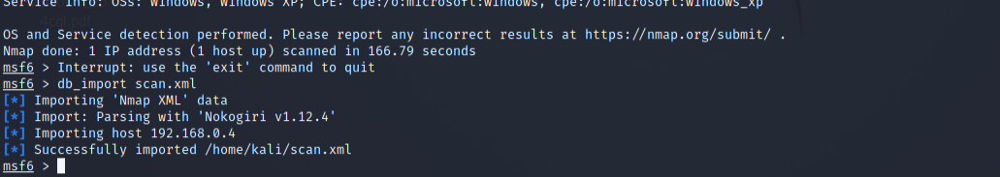 Service Info: OSs: Windows, Windows XP; CPE: cpe:/o:microsoft:windows, cpe:/o:microsoft:windows_xp
OS and Service detection performed. Please report any incorrect results at https://nmap.org/submit/ .
Nmap done: 1 IP address (1 host up) scanned in 166.79 seconds
msf6 > Interrupt: use the 'exit' command to quit
msf6 > db_import scan.xml
[*] Importing 'Nmap XML' data
[*] Import: Parsing with 'Nokogiri v1.12.4'
[*] Importing host 192.168.0.4
[*] Successfully imported /home/kali/scan.xml
msf6 >